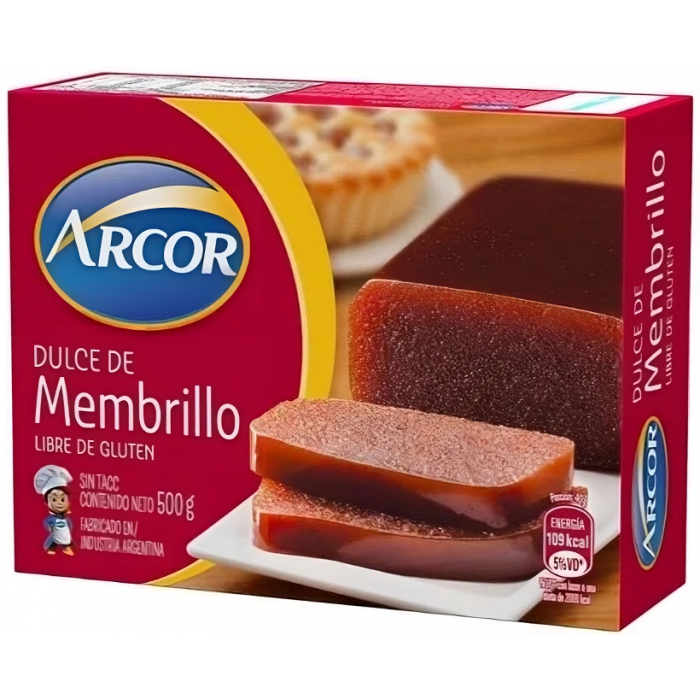 ARCOR
DULCE DE
Membrillo
LIBRE DE GLUTEN
SIN TACC
CONTENIDO NETO 500g
FABRICADO EN/
INDUSTRIA ARGENTINA
ENERGÍA
109 kcal
5%VD*
DULCE DE
Membrillo
LIBRE DE GLUTEN
ARCOR